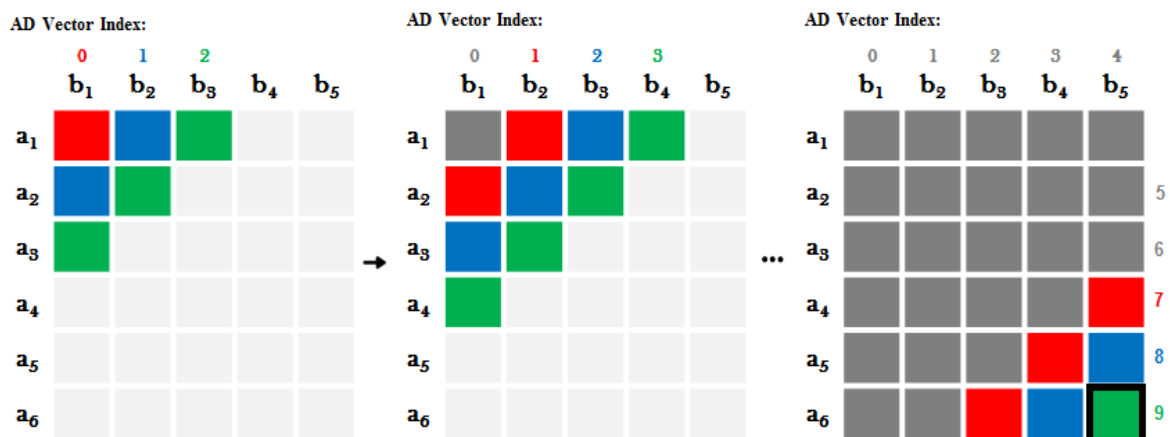 AD Vector Index:
0 1 2
b1 b2 b3 b4 b5
a1
a2
a3
a4
a5
a6
AD Vector Index:
0 1 2 3
b1 b2 b3 b4 b5
a1
a2
a3
a4
a5
a6
...
AD Vector Index:
0 1 2 3 4
b1 b2 b3 b4 b5
a1
a2 5
a3 6
a4 7
a5 8
a6 9